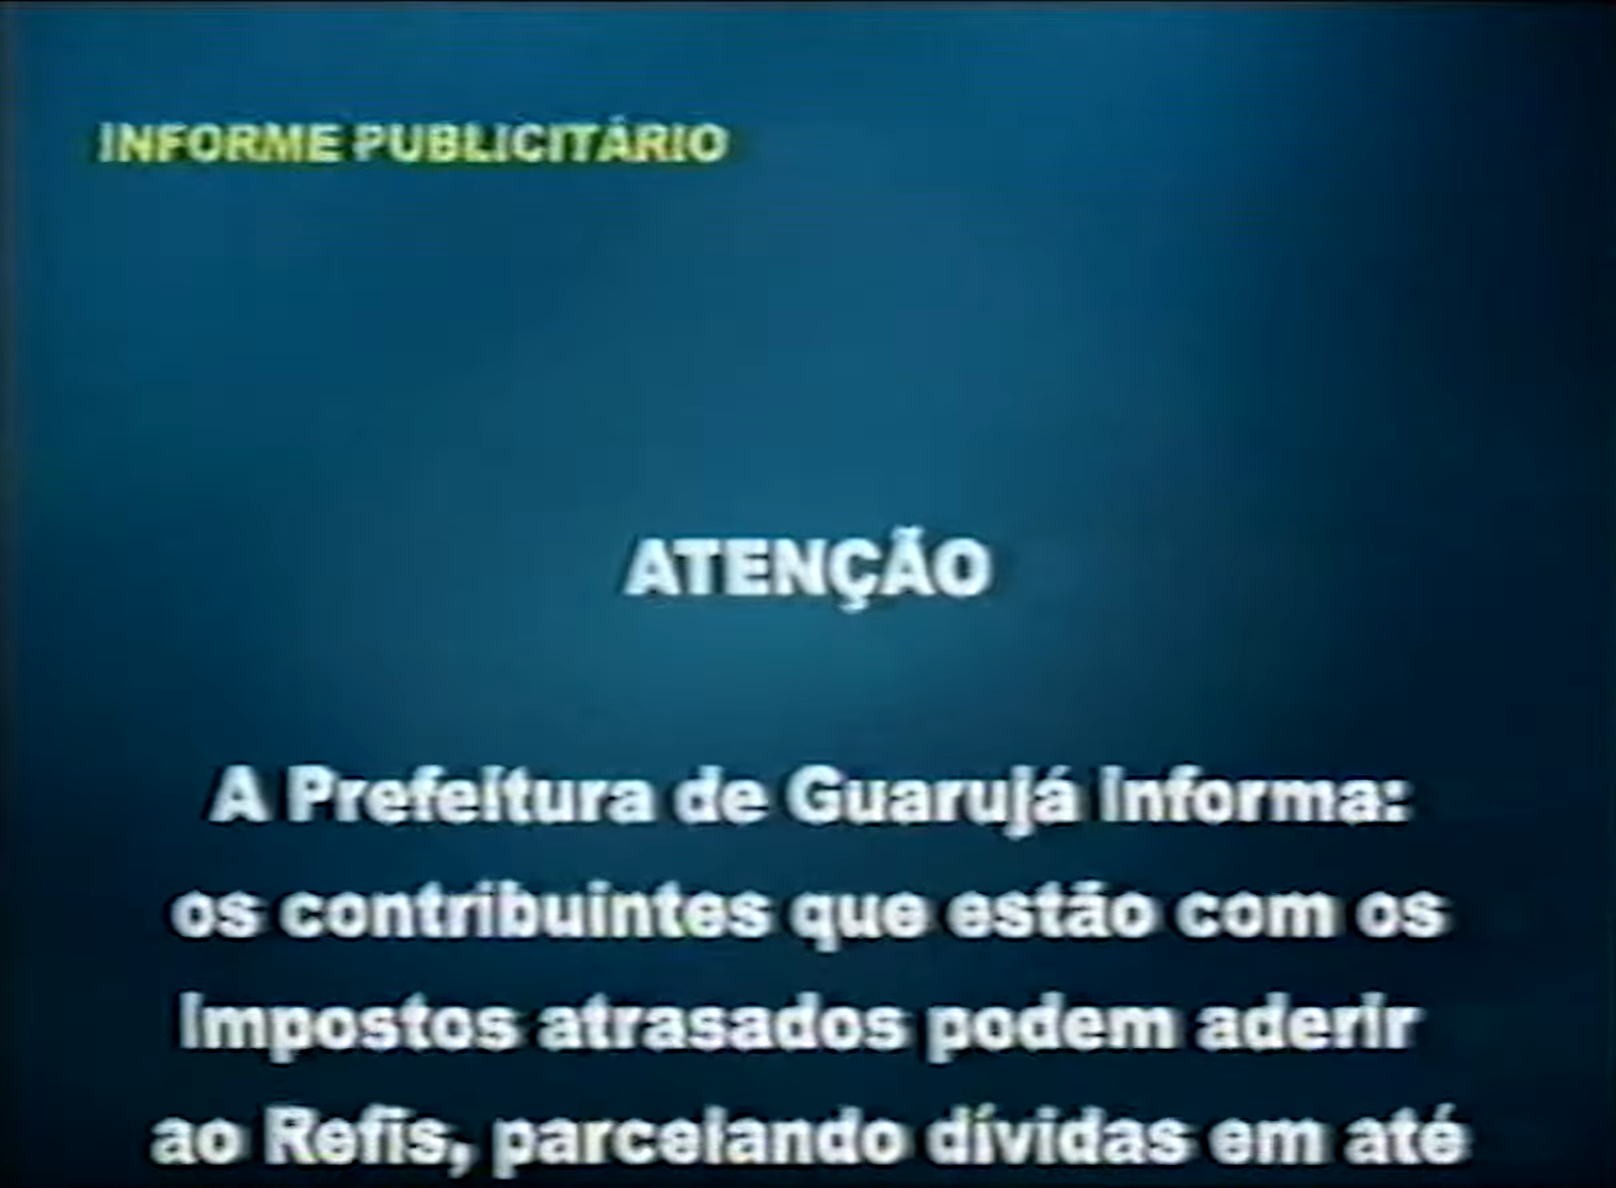 INFORME PUBLICITÁRIO
ATENÇÃO
A Prefeitura de Guarujá informa:
os contribuintes que estão com os
impostos atrasados podem aderir
ao Refis, parcelando dívidas em até